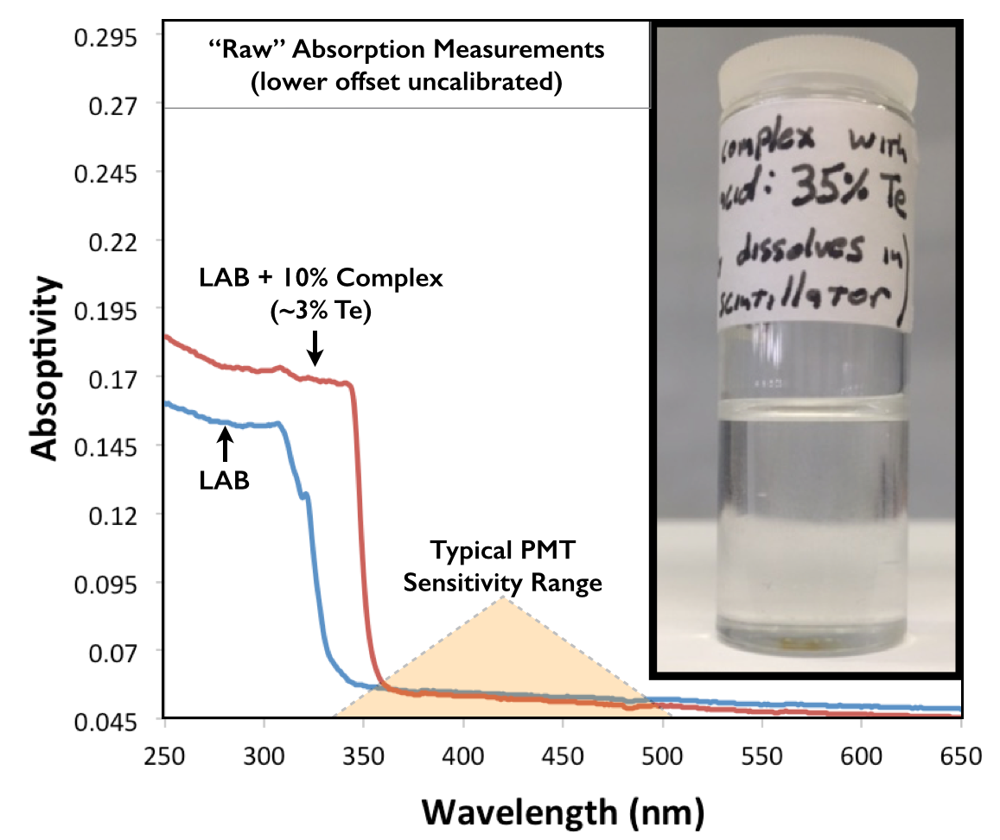 “Raw” Absorption Measurements
(lower offset uncalibrated)
0.295
0.27
0.245
0.22
0.195
0.17
0.145
0.12
0.095
0.07
0.045
Absoptivity
LAB + 10% Complex
(~3% Te)
LAB
Typical PMT
Sensitivity Range
250 300 350 400 450 500 550 600 650
Wavelength (nm)
complex with
acid: 35% Te
dissolves in
scintillator)